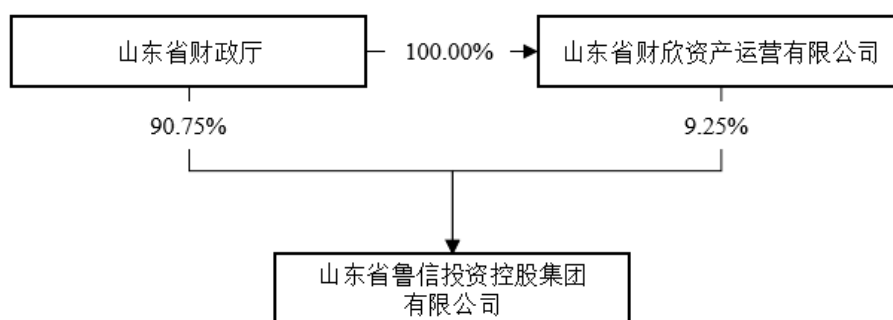 山东省财政厅
100.00%
山东省财欣资产运营有限公司
90.75%
9.25%
山东省鲁信投资控股集团
有限公司